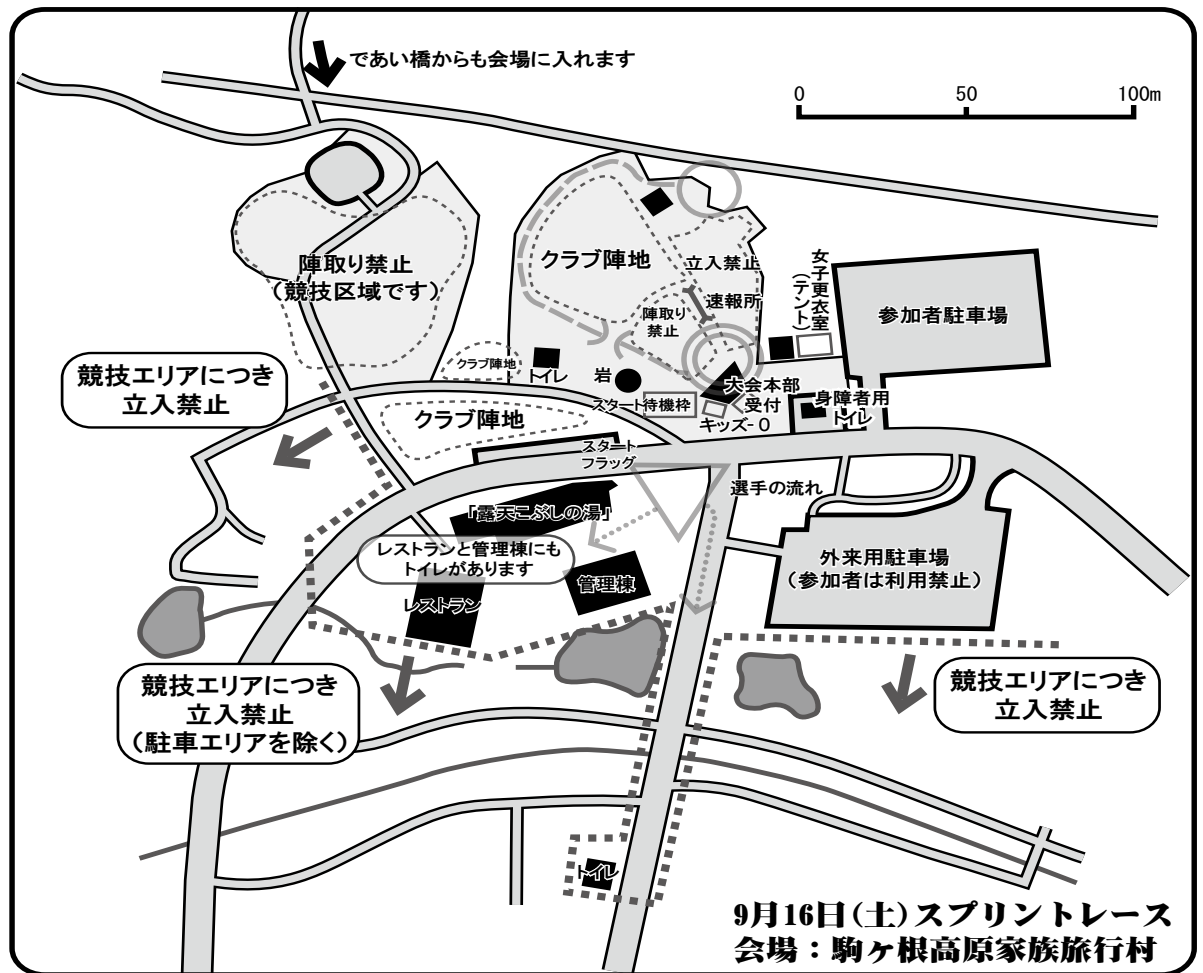 であい橋からも会場に入れます
0 50 100m
陣取り禁止
(競技区域です)
クラブ陣地
立入禁止
速報所
陣取り
禁止
女子更衣室
(テント)
参加者駐車場
競技エリアにつき
立入禁止
クラブ陣地
トイレ
岩
スタート待機枠
大会本部
受付
キッズ-O
身障者用
トイレ
クラブ陣地
スタート
フラッグ
選手の流れ
「露天こぶしの湯」
レストランと管理棟にも
トイレがあります
管理棟
レストラン
外来用駐車場
(参加者は利用禁止)
競技エリアにつき
立入禁止
(駐車エリアを除く)
競技エリアにつき
立入禁止
トイレ
9月16日(土)スプリントレース
会場:駒ヶ根高原家族旅行村